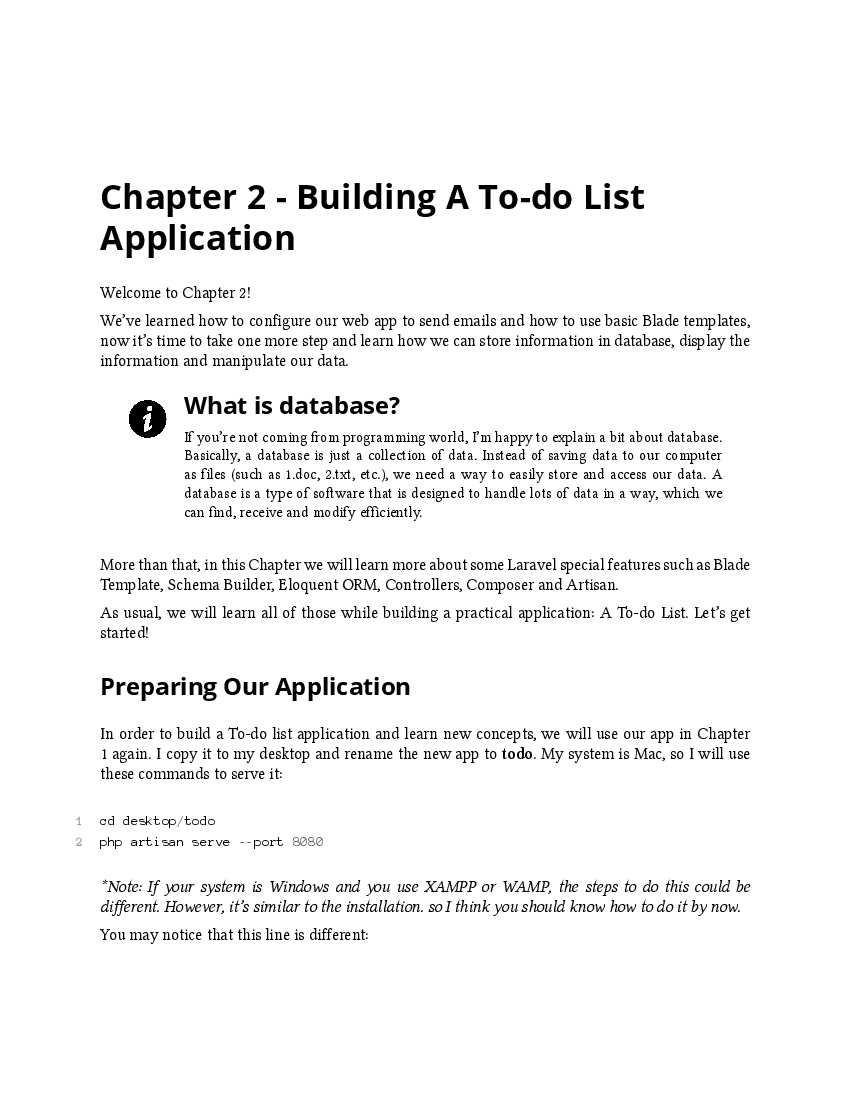 Chapter 2 - Building A To-do List
Application
Welcome to Chapter 2!
We’ve learned how to configure our web app to send emails and how to use basic Blade templates,
now it’s time to take one more step and learn how we can store information in database, display the
information and manipulate our data.
What is database?
If you’re not coming from programming world, I’m happy to explain a bit about database.
Basically, a database is just a collection of data. Instead of saving data to our computer
as files (such as 1.doc, 2.txt, etc.), we need a way to easily store and access our data. A
database is a type of software that is designed to handle lots of data in a way, which we
can find, receive and modify efficiently.
More than that, in this Chapter we will learn more about some Laravel special features such as Blade
Template, Schema Builder, Eloquent ORM, Controllers, Composer and Artisan.
As usual, we will learn all of those while building a practical application: A To-do List. Let’s get
started!
Preparing Our Application
In order to build a To-do list application and learn new concepts, we will use our app in Chapter
1 again. I copy it to my desktop and rename the new app to todo. My system is Mac, so I will use
these commands to serve it:
1 cd desktop/todo
2 php artisan serve --port 8080
*Note: If your system is Windows and you use XAMPP or WAMP, the steps to do this could be
different. However, it’s similar to the installation. so I think you should know how to do it by now.
You may notice that this line is different: